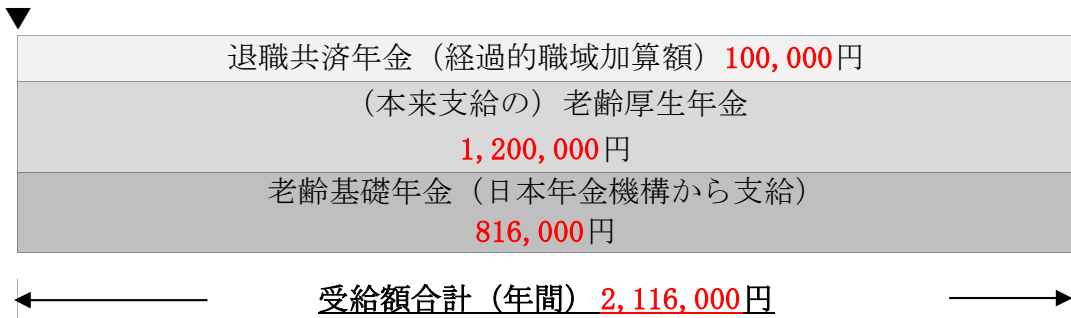 退職共済年金（経過的職域加算額）100,000円
（本来支給の）老齢厚生年金
1,200,000円
老齢基礎年金（日本年金機構から支給）
816,000円
受給額合計（年間）2,116,000円